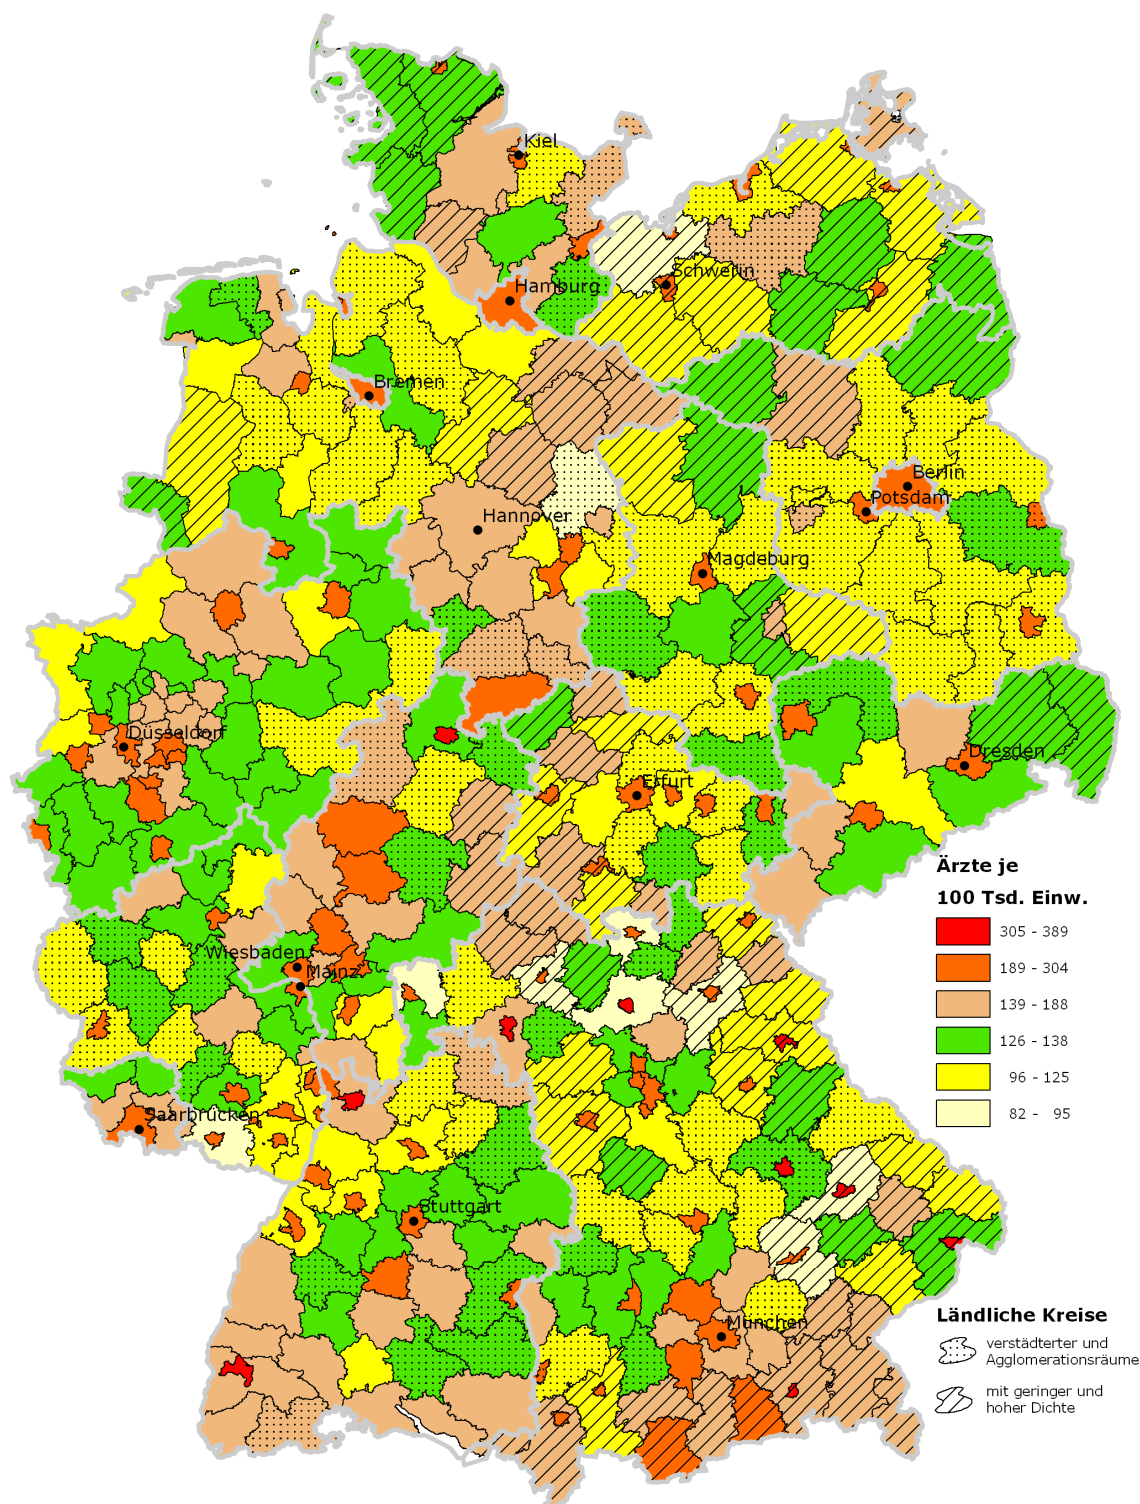 Kiel
Schwerin
Hamburg
Bremen
Berlin
Potsdam
Hannover
Magdeburg
Düsseldorf
Dresden
Erfurt
Wiesbaden
Mainz
Saarbrücken
Stuttgart
München
Ärzte je
100 Tsd. Einw.
305 - 389
189 - 304
139 - 188
126 - 138
96 - 125
82 - 95
Ländliche Kreise
verstädterter und
Agglomerationsräume
mit geringer und
hoher Dichte